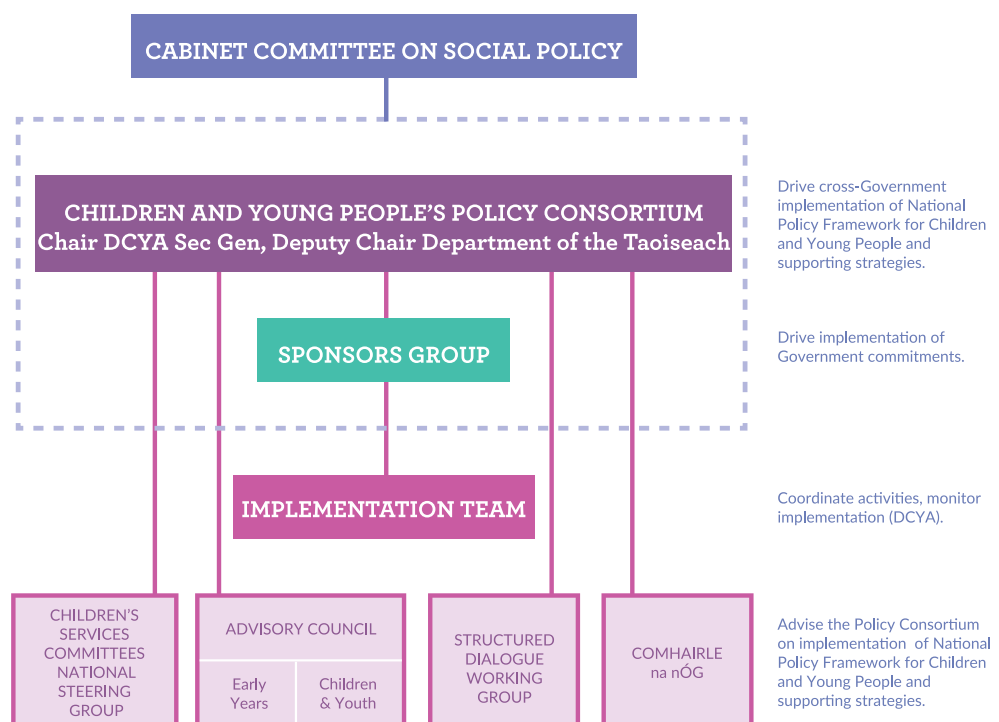 CABINET COMMITTEE ON SOCIAL POLICY
CHILDREN AND YOUNG PEOPLE'S POLICY CONSORTIUM
Chair DCYA Sec Gen, Deputy Chair Department of the Taoiseach
Drive cross-Government
implementation of National
Policy Framework for Children
and Young People and
supporting strategies.
SPONSORS GROUP
Drive implementation of
Government commitments.
IMPLEMENTATION TEAM
Coordinate activities, monitor
implementation (DCYA).
CHILDREN'S
SERVICES
COMMITTEES
NATIONAL
STEERING
GROUP
ADVISORY COUNCIL
Early
Years
Children
& Youth
STRUCTURED
DIALOGUE
WORKING
GROUP
COMHAIRLE
na nÓG
Advise the Policy Consortium
on implementation of National
Policy Framework for Children
and Young People and
supporting strategies.